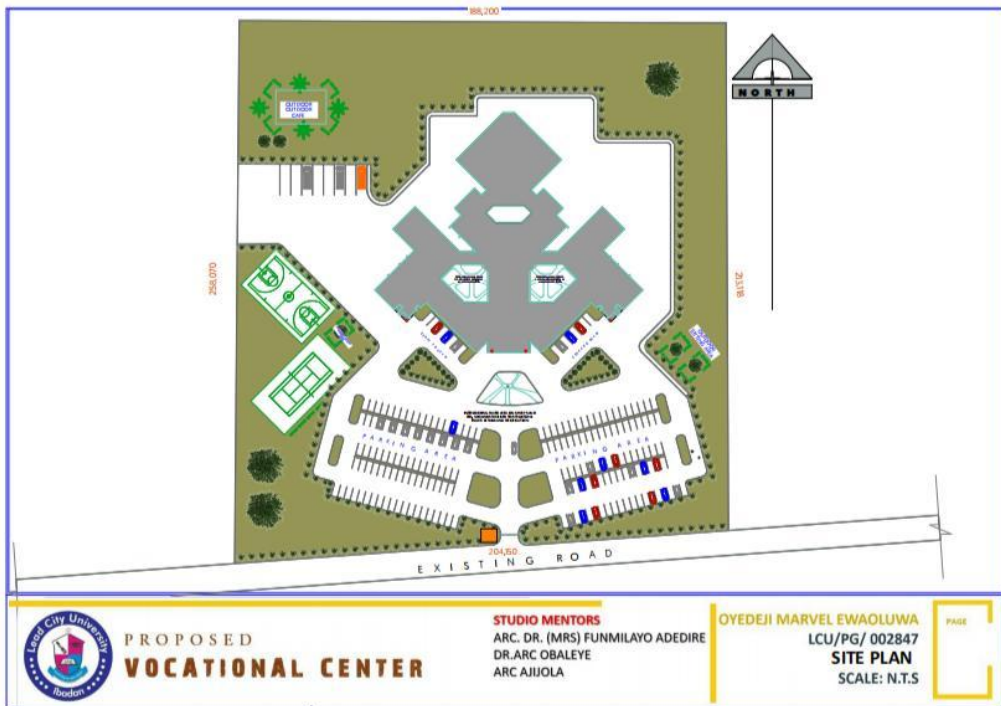 188,200
NORTH
OUTDOOR
OUTDOOR
CAFE
258,070
PARKING AREA
PARKING AREA
204,150
EXISTING ROAD
Lead City University
Ibadan
PROPOSED
VOCATIONAL CENTER
STUDIO MENTORS
ARC. DR. (MRS) FUNMILAYO ADEDIRE
DR.ARC OBALEYE
ARC AJIJOLA
OYEDEJI MARVEL EWAOLUWA
LCU/PG/ 002847
SITE PLAN
SCALE: N.T.S
PAGE